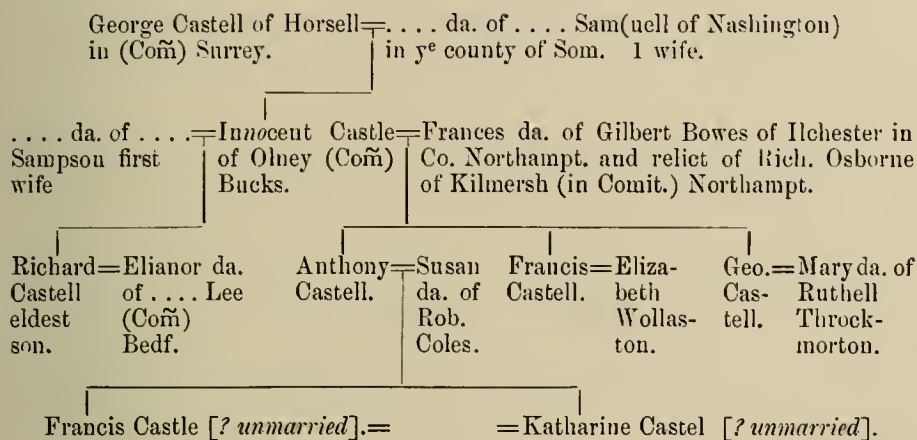 George Castell of Horsell=. . . . da. of . . . . Sam(uell of Nashington)
in (Com̃) Surrey. in yᵉ county of Som. 1 wife.
. . . . da. of . . . .=Innocent Castle=Frances da. of Gilbert Bowes of Ilchester in
Sampson first of Olney (Com̃) Co. Northampt. and relict of Rich. Osborne
wife Bucks. of Kilmersh (in Comit.) Northampt.
Richard=Elianor da. Anthony=Susan Francis=Eliza- Geo.=Mary da. of
Castell of . . . . Lee Castell. da. of Castell. beth Cas- Ruthell
eldest (Com̃) Rob. Wollas- tell. Throck-
son. Bedf. Coles. ton. morton.
Francis Castle [? unmarried].= =Katharine Castel [? unmarried].